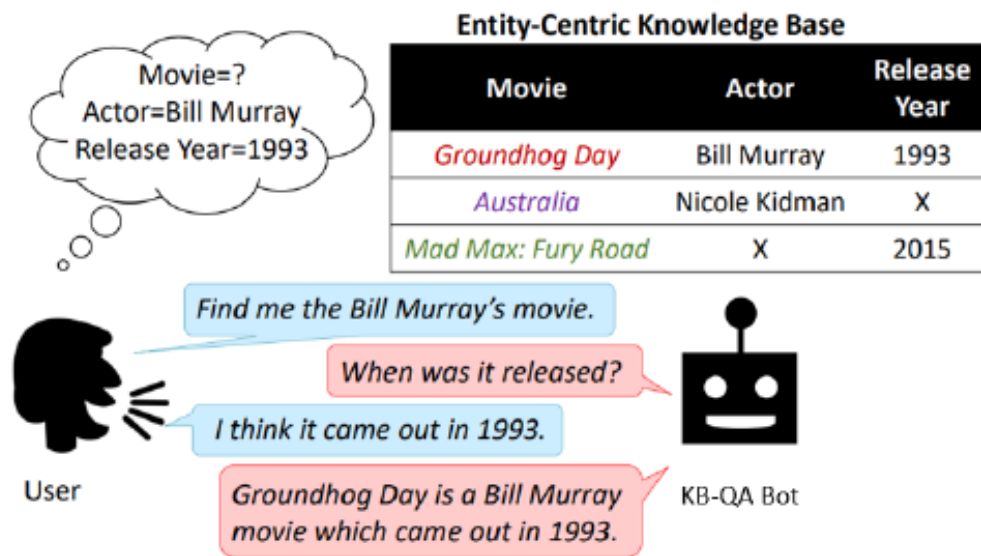 Entity-Centric Knowledge Base
Movie=?
Actor=Bill Murray
Release Year=1993
Movie Actor Release Year
Groundhog Day Bill Murray 1993
Australia Nicole Kidman X
Mad Max: Fury Road X 2015
Find me the Bill Murray's movie.
When was it released?
I think it came out in 1993.
Groundhog Day is a Bill Murray
movie which came out in 1993.
User
KB-QA Bot